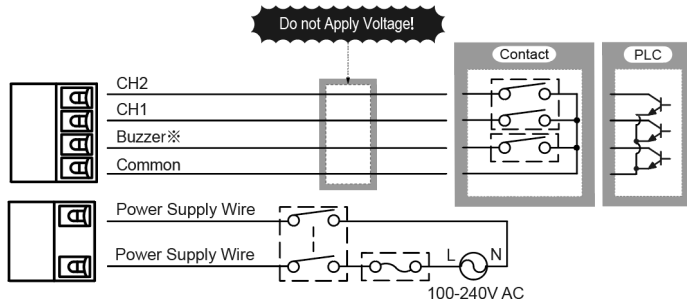 Do not Apply Voltage!
Contact
PLC
CH2
CH1
Buzzer※
Common
Power Supply Wire
Power Supply Wire
L
N
100-240V AC